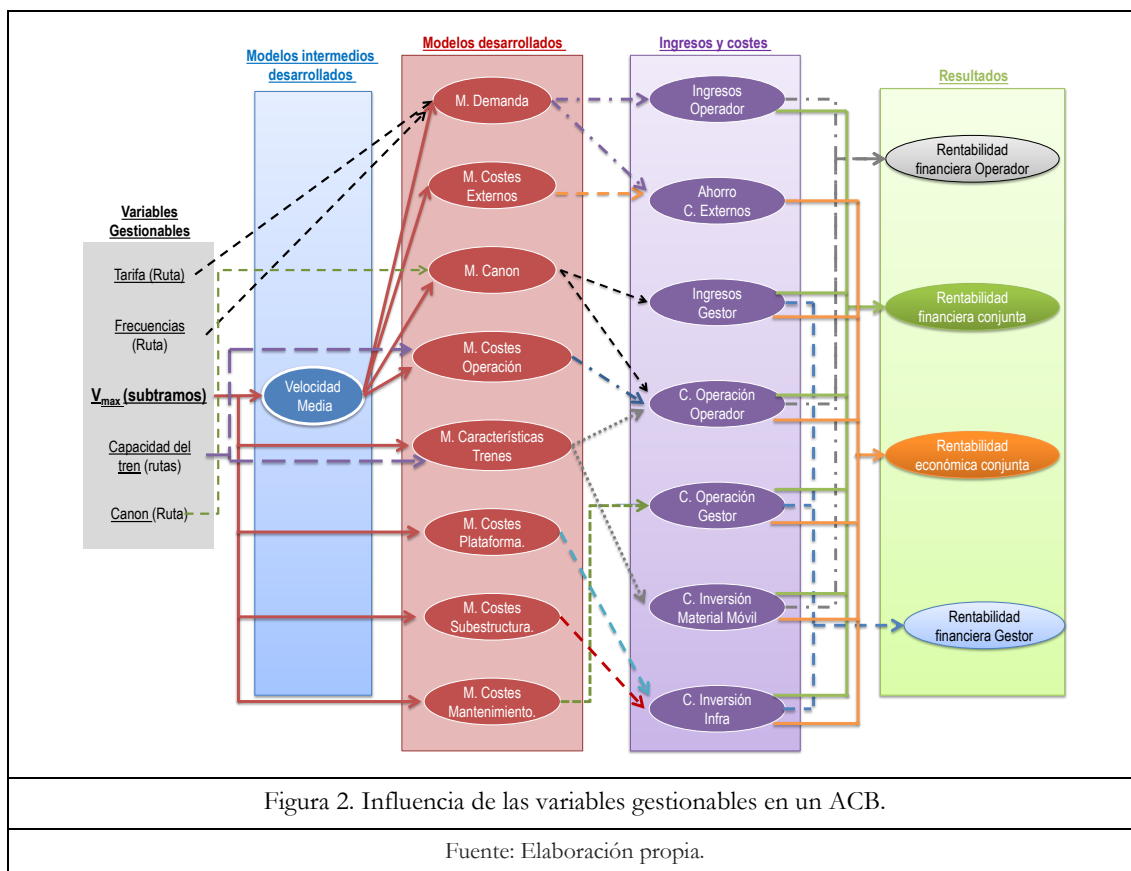 Variables
Gestionables
Tarifa (Ruta)
Frecuencias
(Ruta)
Vmax (subtramos)
Capacidad del
tren (rutas)
Canon (Ruta)
Modelos intermedios
desarrollados
Velocidad
Media
Modelos desarrollados
M. Demanda
M. Costes
Externos
M. Canon
M. Costes
Operación
M. Características
Trenes
M. Costes
Plataforma.
M. Costes
Subestructura.
M. Costes
Mantenimiento.
Ingresos y costes
Ingresos
Operador
Ahorro
C. Externos
Ingresos
Gestor
C. Operación
Operador
C. Operación
Gestor
C. Inversión
Material Móvil
C. Inversión
Infra
Resultados
Rentabilidad
financiera Operador
Rentabilidad
financiera conjunta
Rentabilidad
económica conjunta
Rentabilidad
financiera Gestor
Figura 2. Influencia de las variables gestionables en un ACB.
Fuente: Elaboración propia.